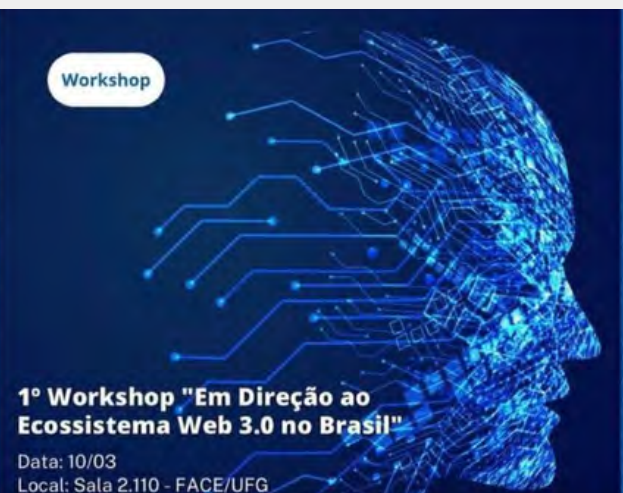 Workshop
1º Workshop "Em Direção ao
Ecossistema Web 3.0 no Brasil"
Data: 10/03
Local: Sala 2.110 - FACE/UFG